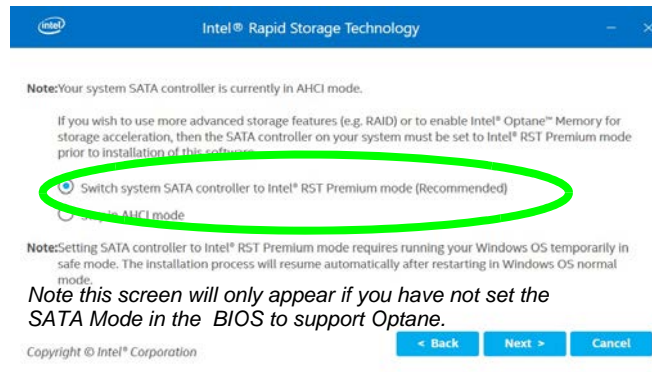 intel
Intel® Rapid Storage Technology
Note:Your system SATA controller is currently in AHCI mode.
If you wish to use more advanced storage features (e.g. RAID) or to enable Intel® Optane™ Memory for
storage acceleration, then the SATA controller on your system must be set to Intel® RST Premium mode
prior to installation of this software.
Switch system SATA controller to Intel® RST Premium mode (Recommended)
in AHCI mode
Note:Setting SATA controller to Intel® RST Premium mode requires running your Windows OS temporarily in
safe mode. The installation process will resume automatically after restarting in Windows OS normal
mode.
Note this screen will only appear if you have not set the
SATA Mode in the BIOS to support Optane.
Copyright © Intel® Corporation
< Back
Next >
Cancel